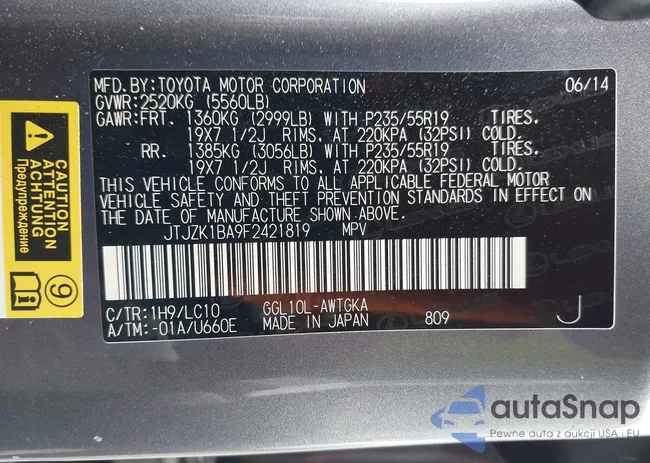 MFD.BY:TOYOTA MOTOR CORPORATION 06/14
GVWR:2520KG (5560LB)
GAWR:FRT. 1360KG (2999LB) WITH P235/55R19 TIRES.
19X7 1/2J RIMS, AT 220KPA (32PSI) COLD.
RR. 1385KG (3056LB) WITH P235/55R19 TIRES.
19X7 1/2J RIMS, AT 220KPA (32PSI) COLD.
THIS VEHICLE CONFORMS TO ALL APPLICABLE FEDERAL MOTOR
VEHICLE SAFETY AND THEFT PREVENTION STANDARDS IN EFFECT ON
THE DATE OF MANUFACTURE SHOWN ABOVE.
JTJZK1BA9F2421819 MPV
C/TR:1H9/LC10 GGL10L-AWTGKA
A/TM:-01A/U660E MADE IN JAPAN 809 J
CAUTION
ATTENTION
ACHTUNG
Предупреждение
9
autoSnap
Pewne auta z aukcji USA i EU